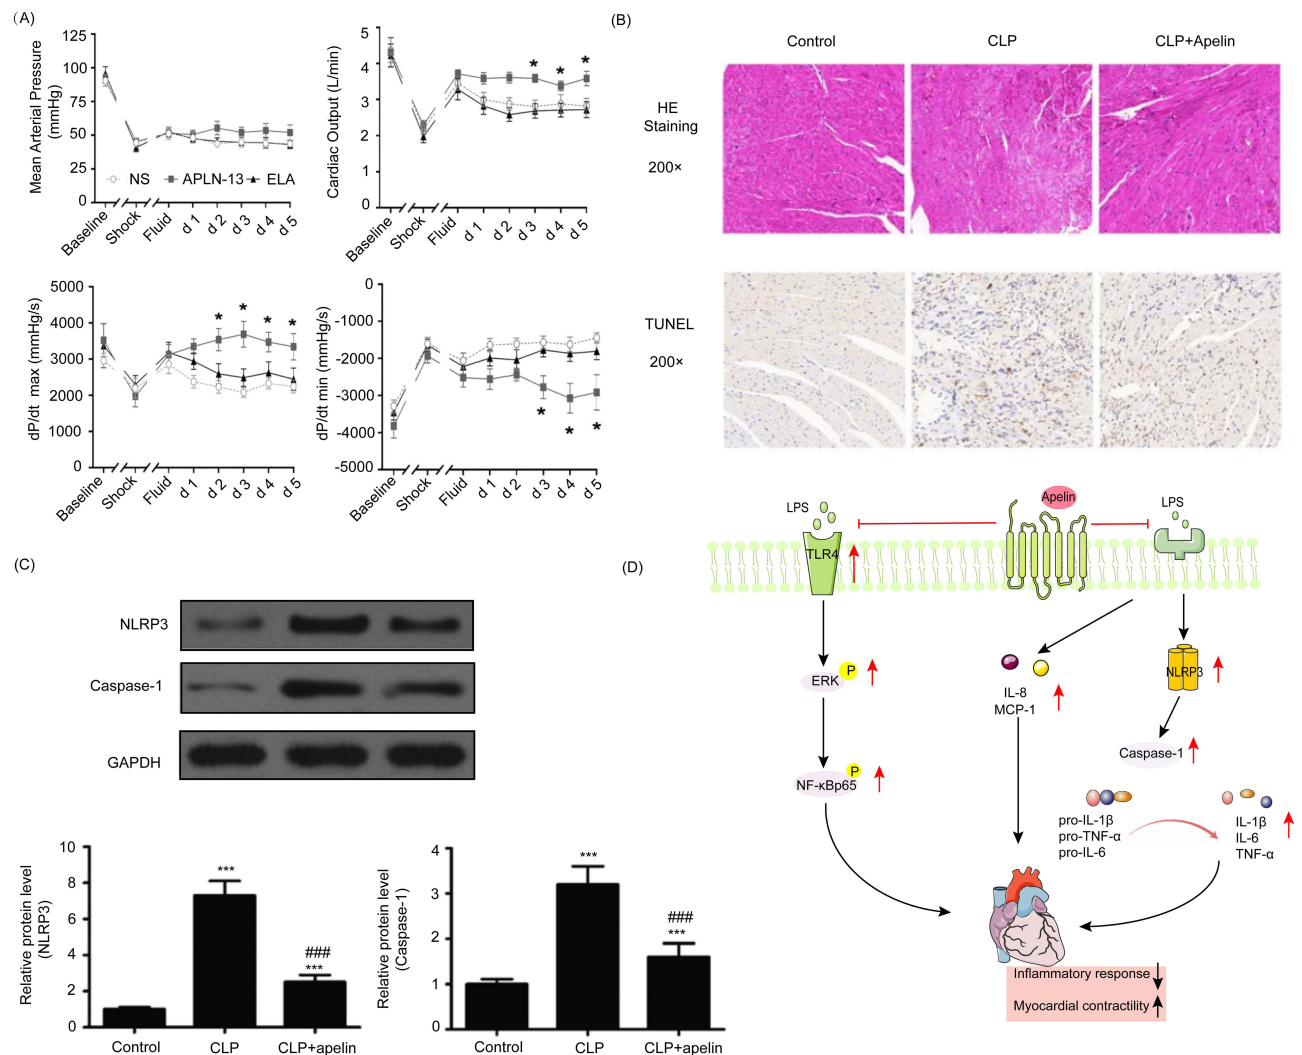 (A)
125
100
75
50
25
0
Mean Arterial Pressure
(mmHg)
NS
APLN-13
ELA
Baseline
Shock
Fluid
d 1
d 2
d 3
d 4
d 5
5
4
3
2
1
0
Cardiac Output (L/min)
*
*
*
Baseline
Shock
Fluid
d 1
d 2
d 3
d 4
d 5
5000
4000
3000
2000
1000
0
dP/dt max (mmHg/s)
*
*
*
*
Baseline
Shock
Fluid
d 1
d 2
d 3
d 4
d 5
0
-1000
-2000
-3000
-4000
-5000
dP/dt min (mmHg/s)
*
*
*
Baseline
Shock
Fluid
d 1
d 2
d 3
d 4
d 5
(B)
Control
CLP
CLP+Apelin
HE
Staining
200×
TUNEL
200×
(C)
NLRP3
Caspase-1
GAPDH
10
8
6
4
2
0
Relative protein level
(NLRP3)
***
###
***
Control
CLP
CLP+apelin
4
3
2
1
0
Relative protein level
(Caspase-1)
***
###
***
Control
CLP
CLP+apelin
(D)
LPS
Apelin
LPS
TLR4
ERK
P
IL-8
MCP-1
NLRP3
Caspase-1
NF-κBp65
P
pro-IL-1β
pro-TNF-α
pro-IL-6
IL-1β
IL-6
TNF-α
Inflammatory response
Myocardial contractility